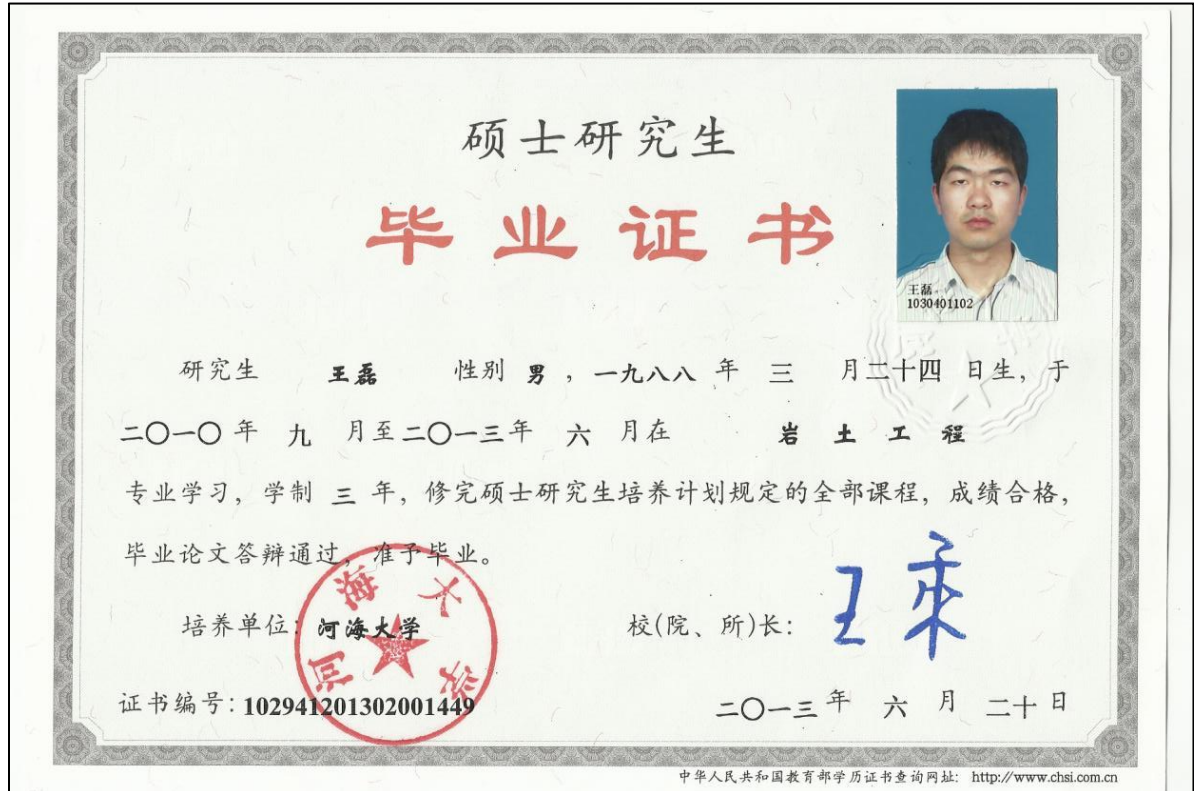 硕士研究生
毕业证书
王磊
1030401102
研究生 王磊 性别 男，一九八八 年 三 月二十四 日生，于
二〇一〇 年 九 月至二〇一三年 六 月在 岩土工程
专业学习，学制 三 年，修完硕士研究生培养计划规定的全部课程，成绩合格，
毕业论文答辩通过，准予毕业。
培养单位：河海大学 校(院、所)长：
河海大学
证书编号：102941201302001449 二〇一三 年 六 月 二十 日
中华人民共和国教育部学历证书查询网址： http://www.chsi.com.cn